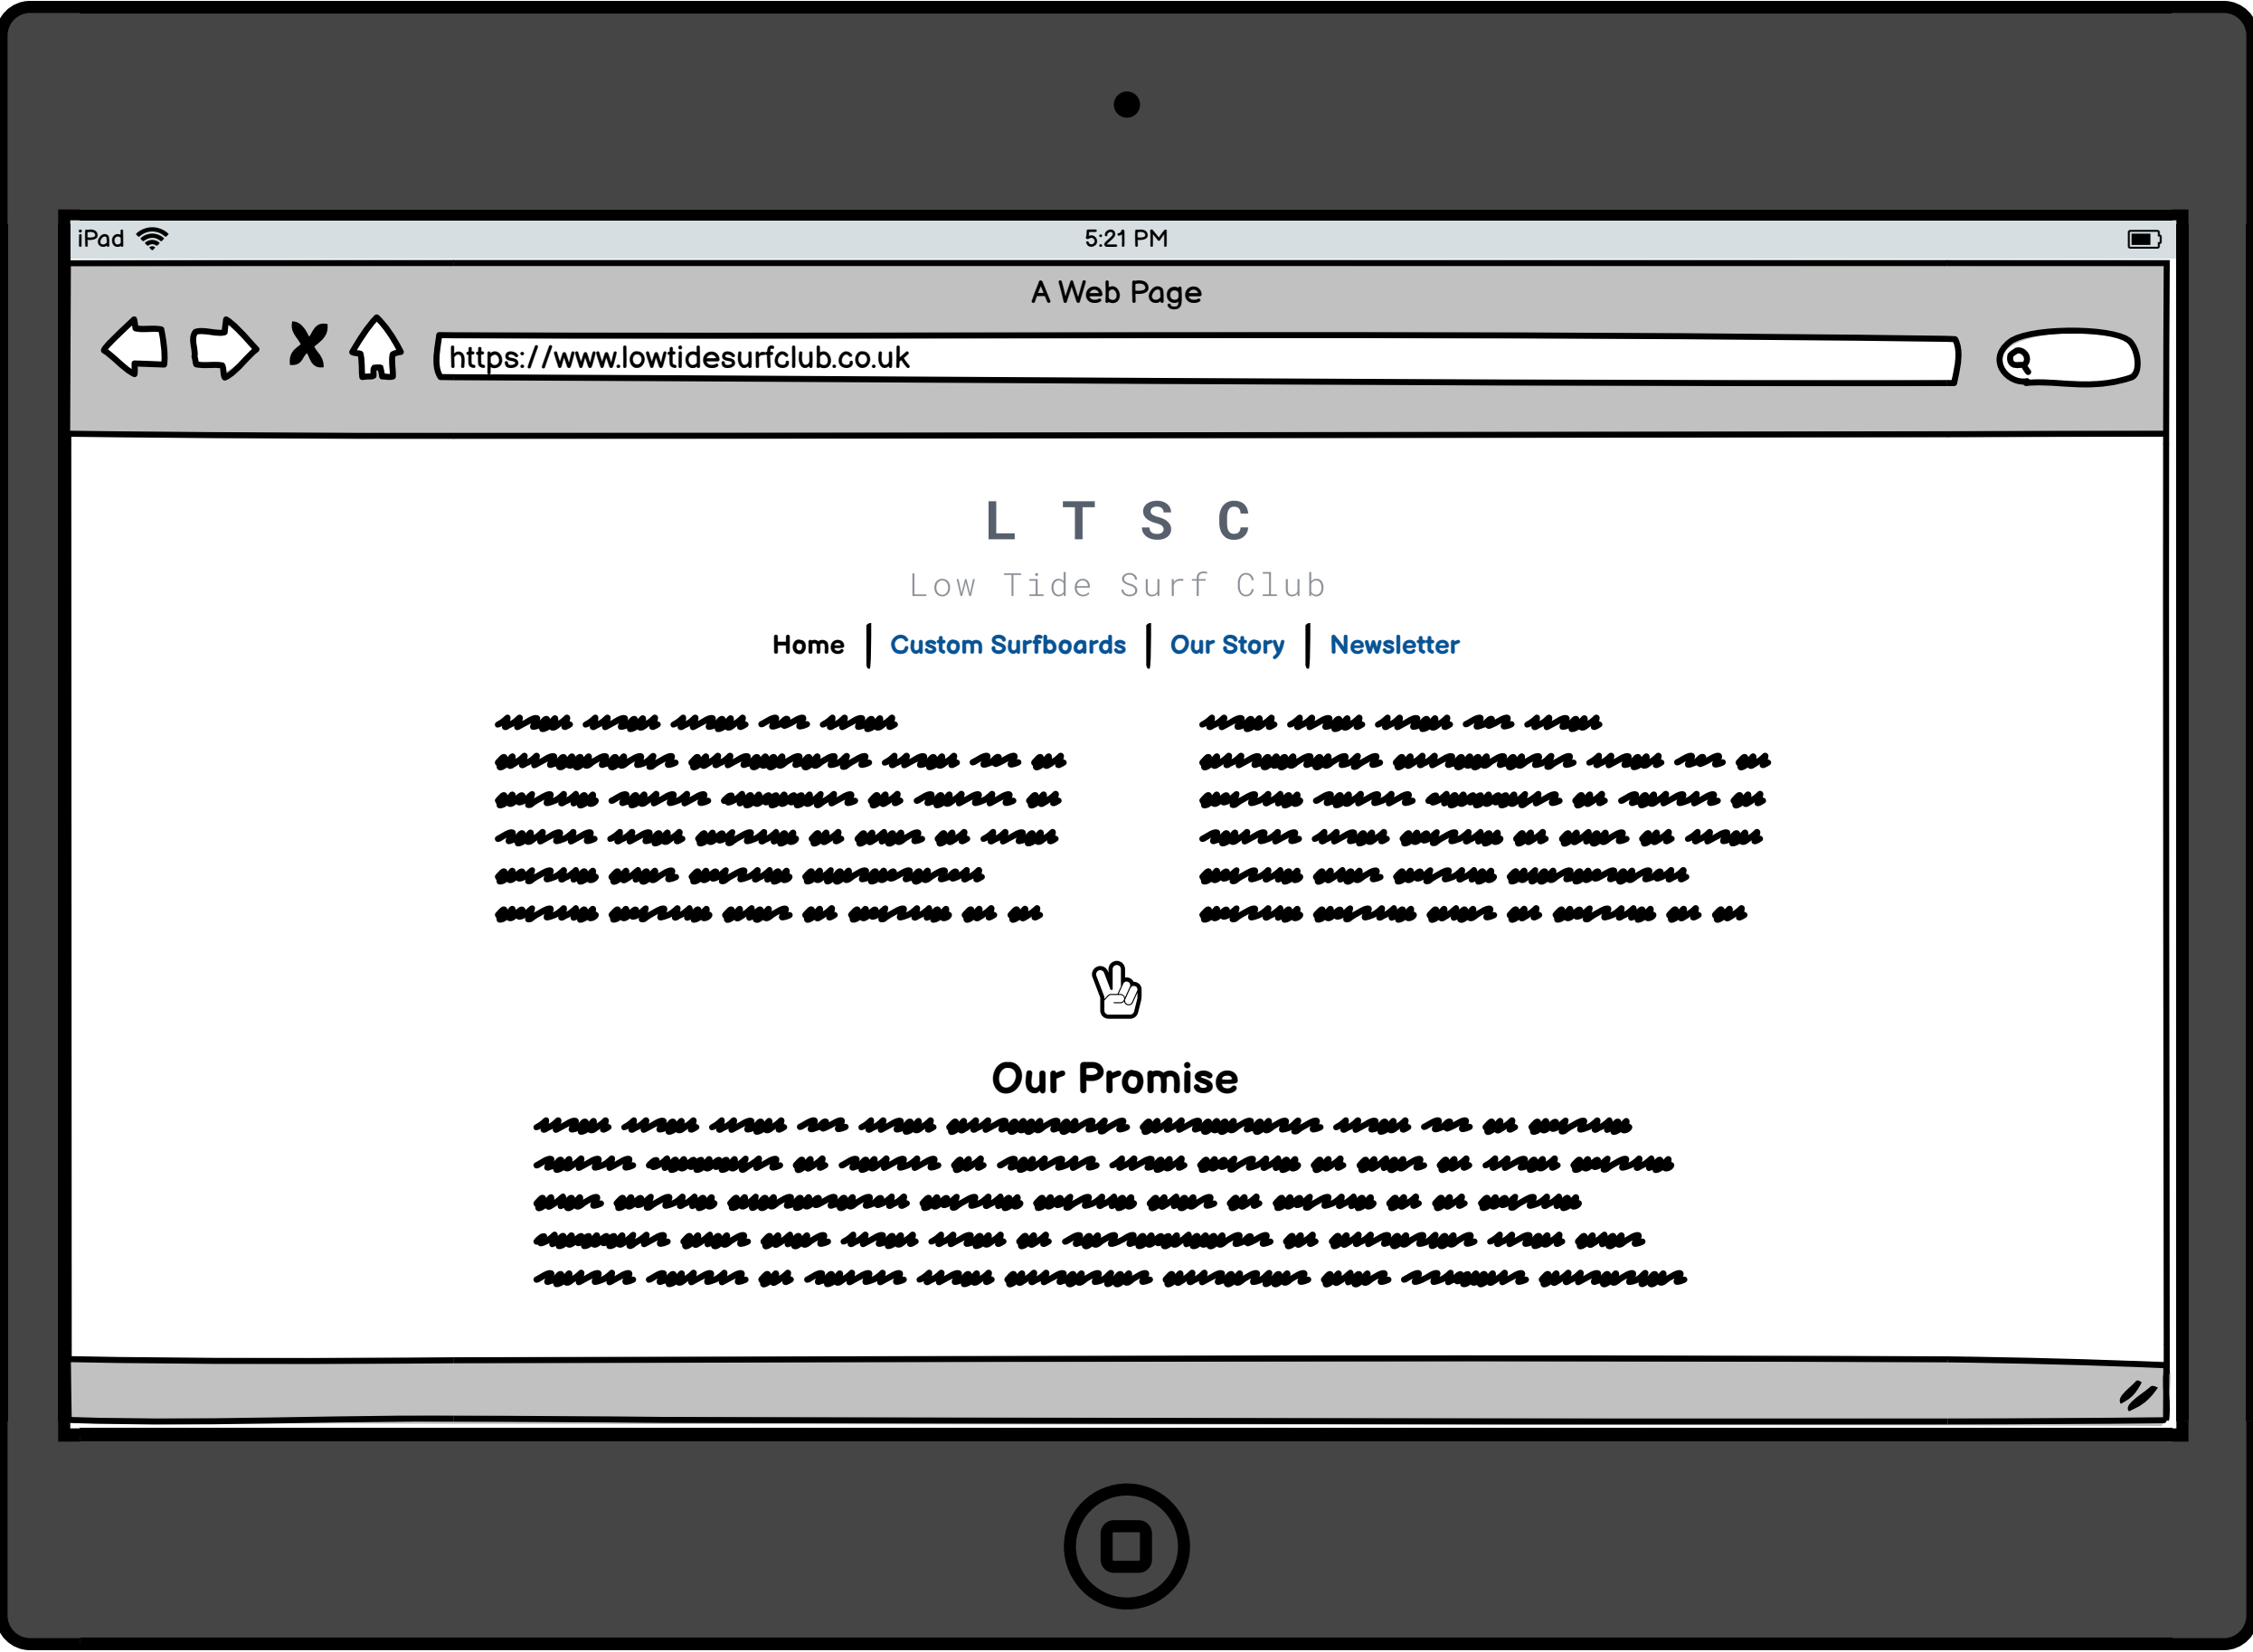 iPad 5:21 PM
A Web Page
https://www.lowtidesurfclub.co.uk
L T S C
Low Tide Surf Club
Home | Custom Surfboards | Our Story | Newsletter
Our Promise